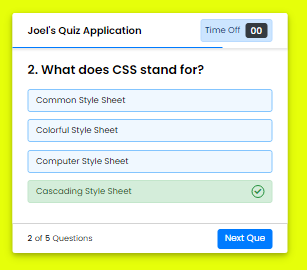 Joel's Quiz Application
Time Off 00
2. What does CSS stand for?
Common Style Sheet
Colorful Style Sheet
Computer Style Sheet
Cascading Style Sheet
2 of 5 Questions
Next Que